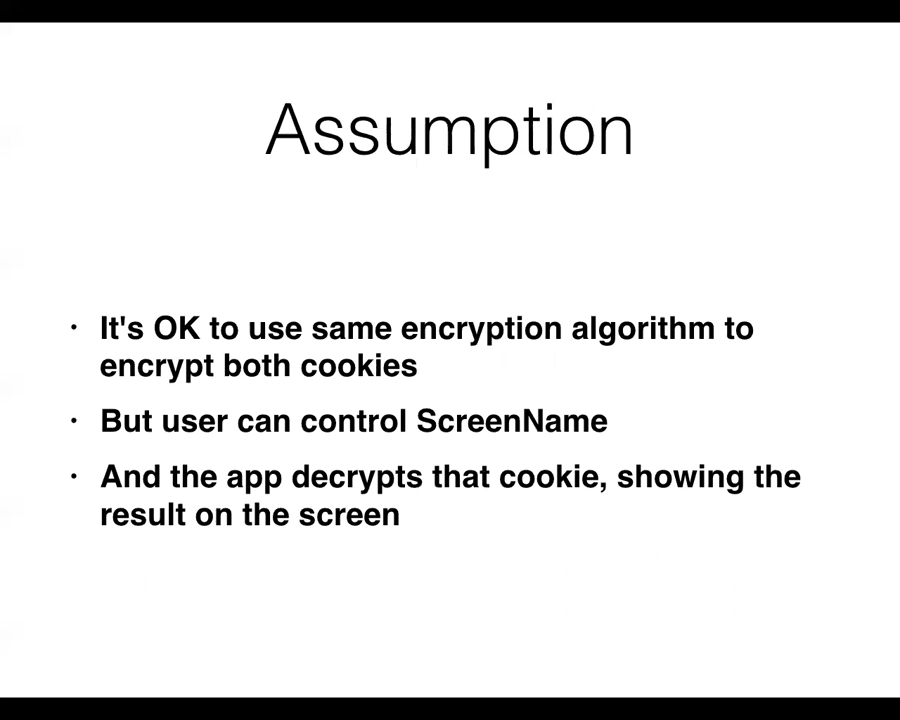 Assumption
· It's OK to use same encryption algorithm to
encrypt both cookies
· But user can control ScreenName
· And the app decrypts that cookie, showing the
result on the screen